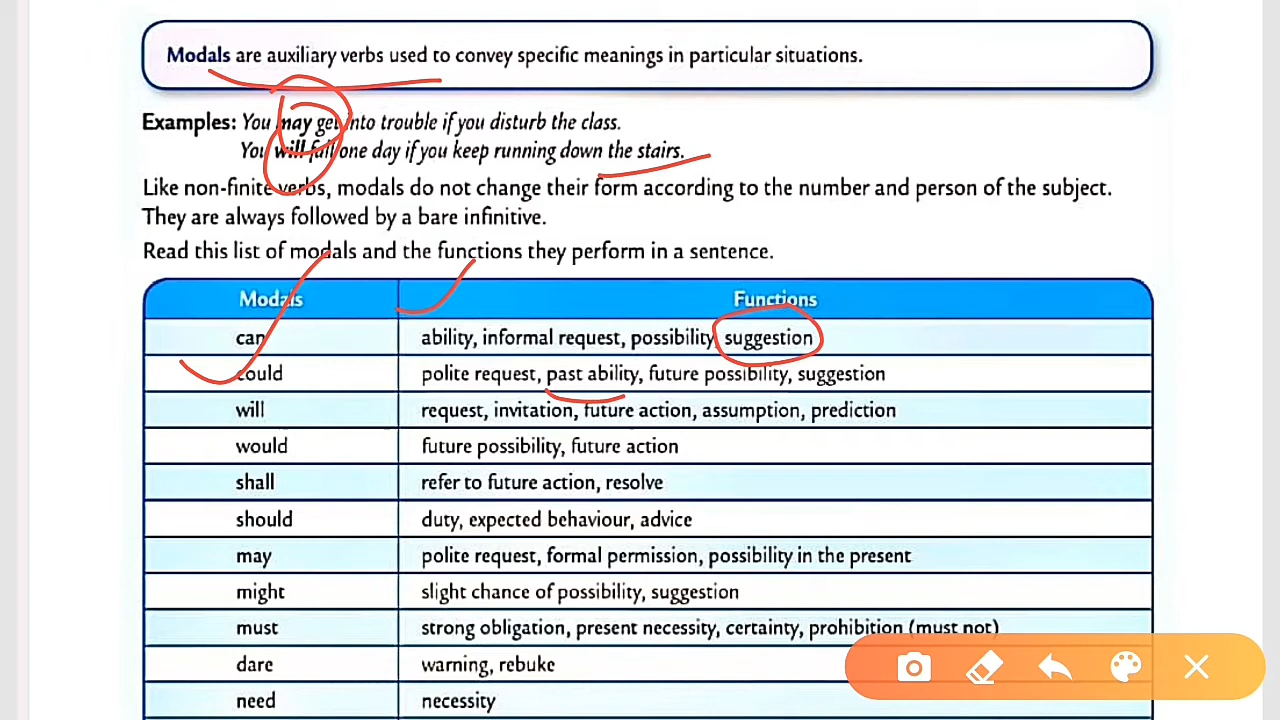 Modals are auxiliary verbs used to convey specific meanings in particular situations.
Examples: You may get into trouble if you disturb the class.
You will fall one day if you keep running down the stairs.
Like non-finite verbs, modals do not change their form according to the number and person of the subject.
They are always followed by a bare infinitive.
Read this list of modals and the functions they perform in a sentence.
Modals Functions
can ability, informal request, possibility, suggestion
could polite request, past ability, future possibility, suggestion
will request, invitation, future action, assumption, prediction
would future possibility, future action
shall refer to future action, resolve
should duty, expected behaviour, advice
may polite request, formal permission, possibility in the present
might slight chance of possibility, suggestion
must strong obligation, present necessity, certainty, prohibition (must not)
dare warning, rebuke
need necessity